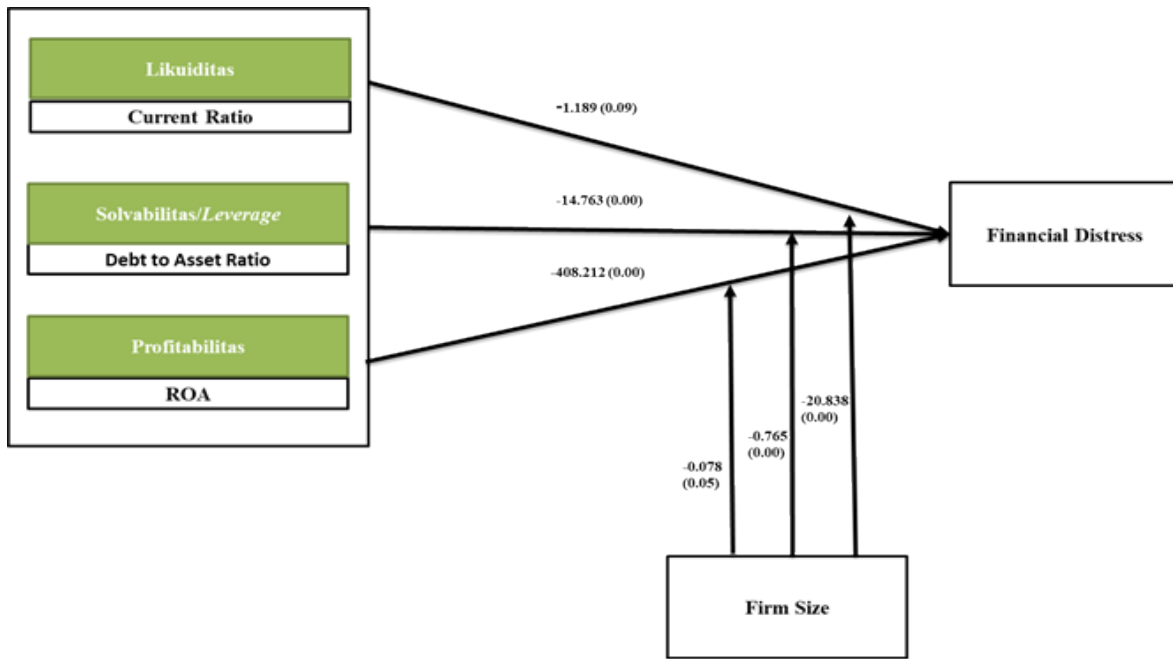 Likuiditas
Current Ratio
Solvabilitas/Leverage
Debt to Asset Ratio
Profitabilitas
ROA
-1.189 (0.09)
-14.763 (0.00)
-408.212 (0.00)
Financial Distress
-20.838
(0.00)
-0.765
(0.00)
-0.078
(0.05)
Firm Size